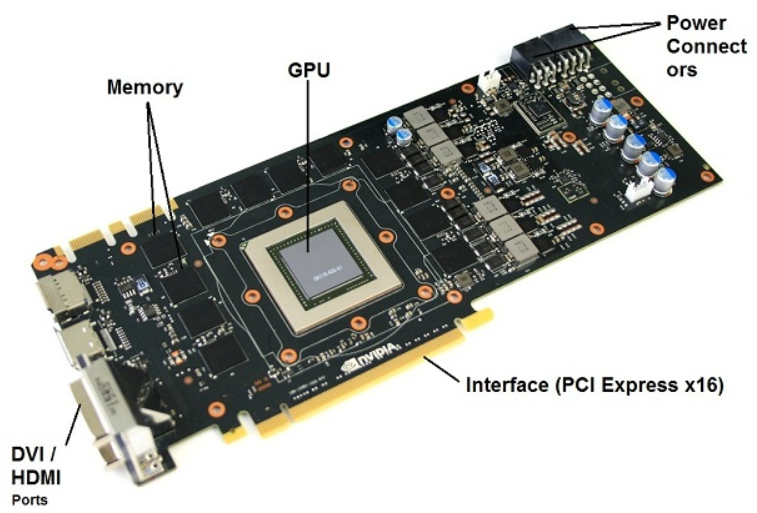 Power
Connect
ors
GPU
Memory
NVIDIA
Interface (PCI Express x16)
DVI /
HDMI
Ports